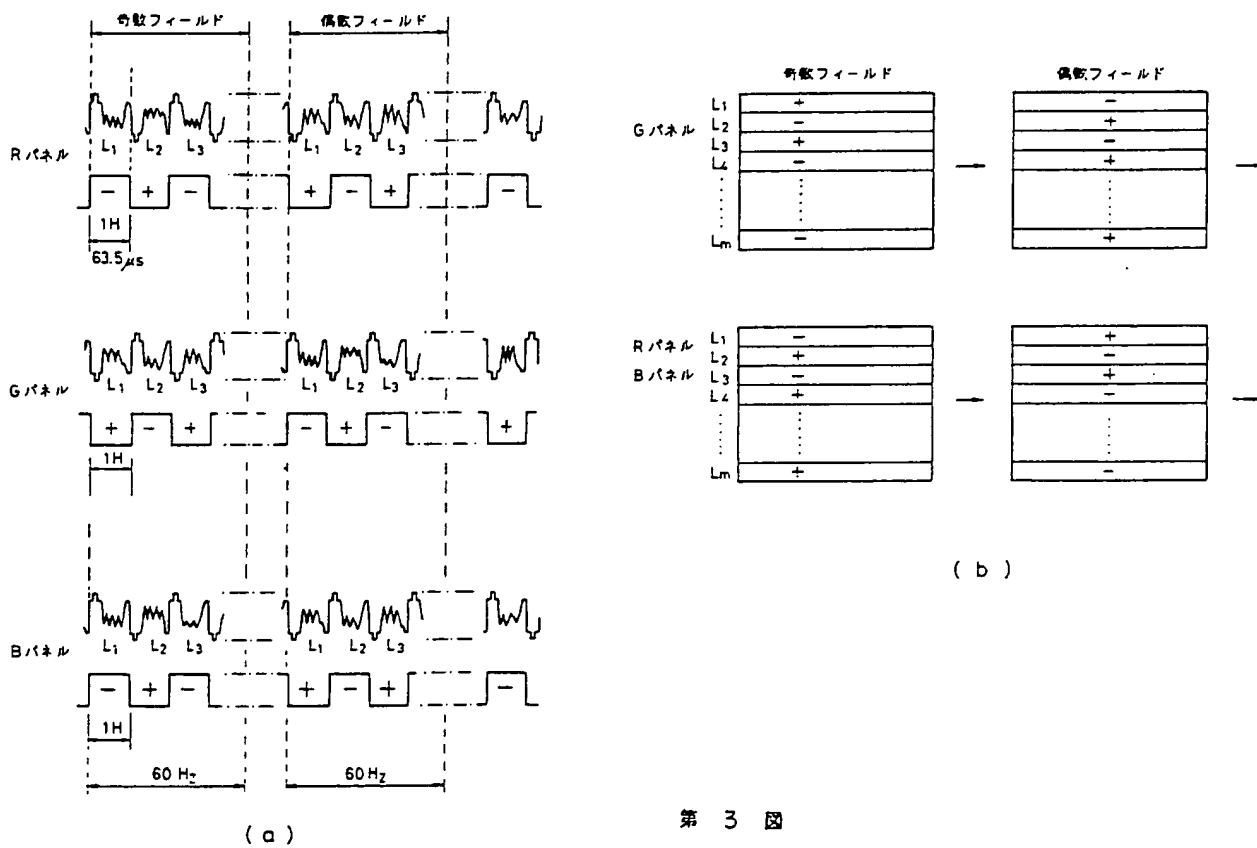 奇数フィールド 偶数フィールド
L1 L2 L3 L1 L2 L3
Rパネル
− + − + − + −
1H
63.5μs
L1 L2 L3 L1 L2 L3
Gパネル
+ − + − + − +
1H
L1 L2 L3 L1 L2 L3
Bパネル
− + − + − + −
1H
60 Hz 60 Hz
( a )
奇数フィールド 偶数フィールド
L1 + −
Gパネル L2 − +
L3 + −
L4 − +
Lm − +
Rパネル L1 − +
L2 + −
Bパネル L3 − +
L4 + −
Lm + −
( b )
第 3 図